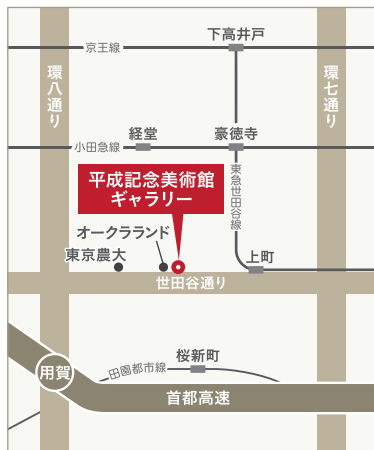 下高井戸
京王線
環八通り
環七通り
経堂
豪徳寺
小田急線
東急世田谷線
平成記念美術館
ギャラリー
オークラランド
東京農大
上町
世田谷通り
桜新町
田園都市線
用賀
首都高速